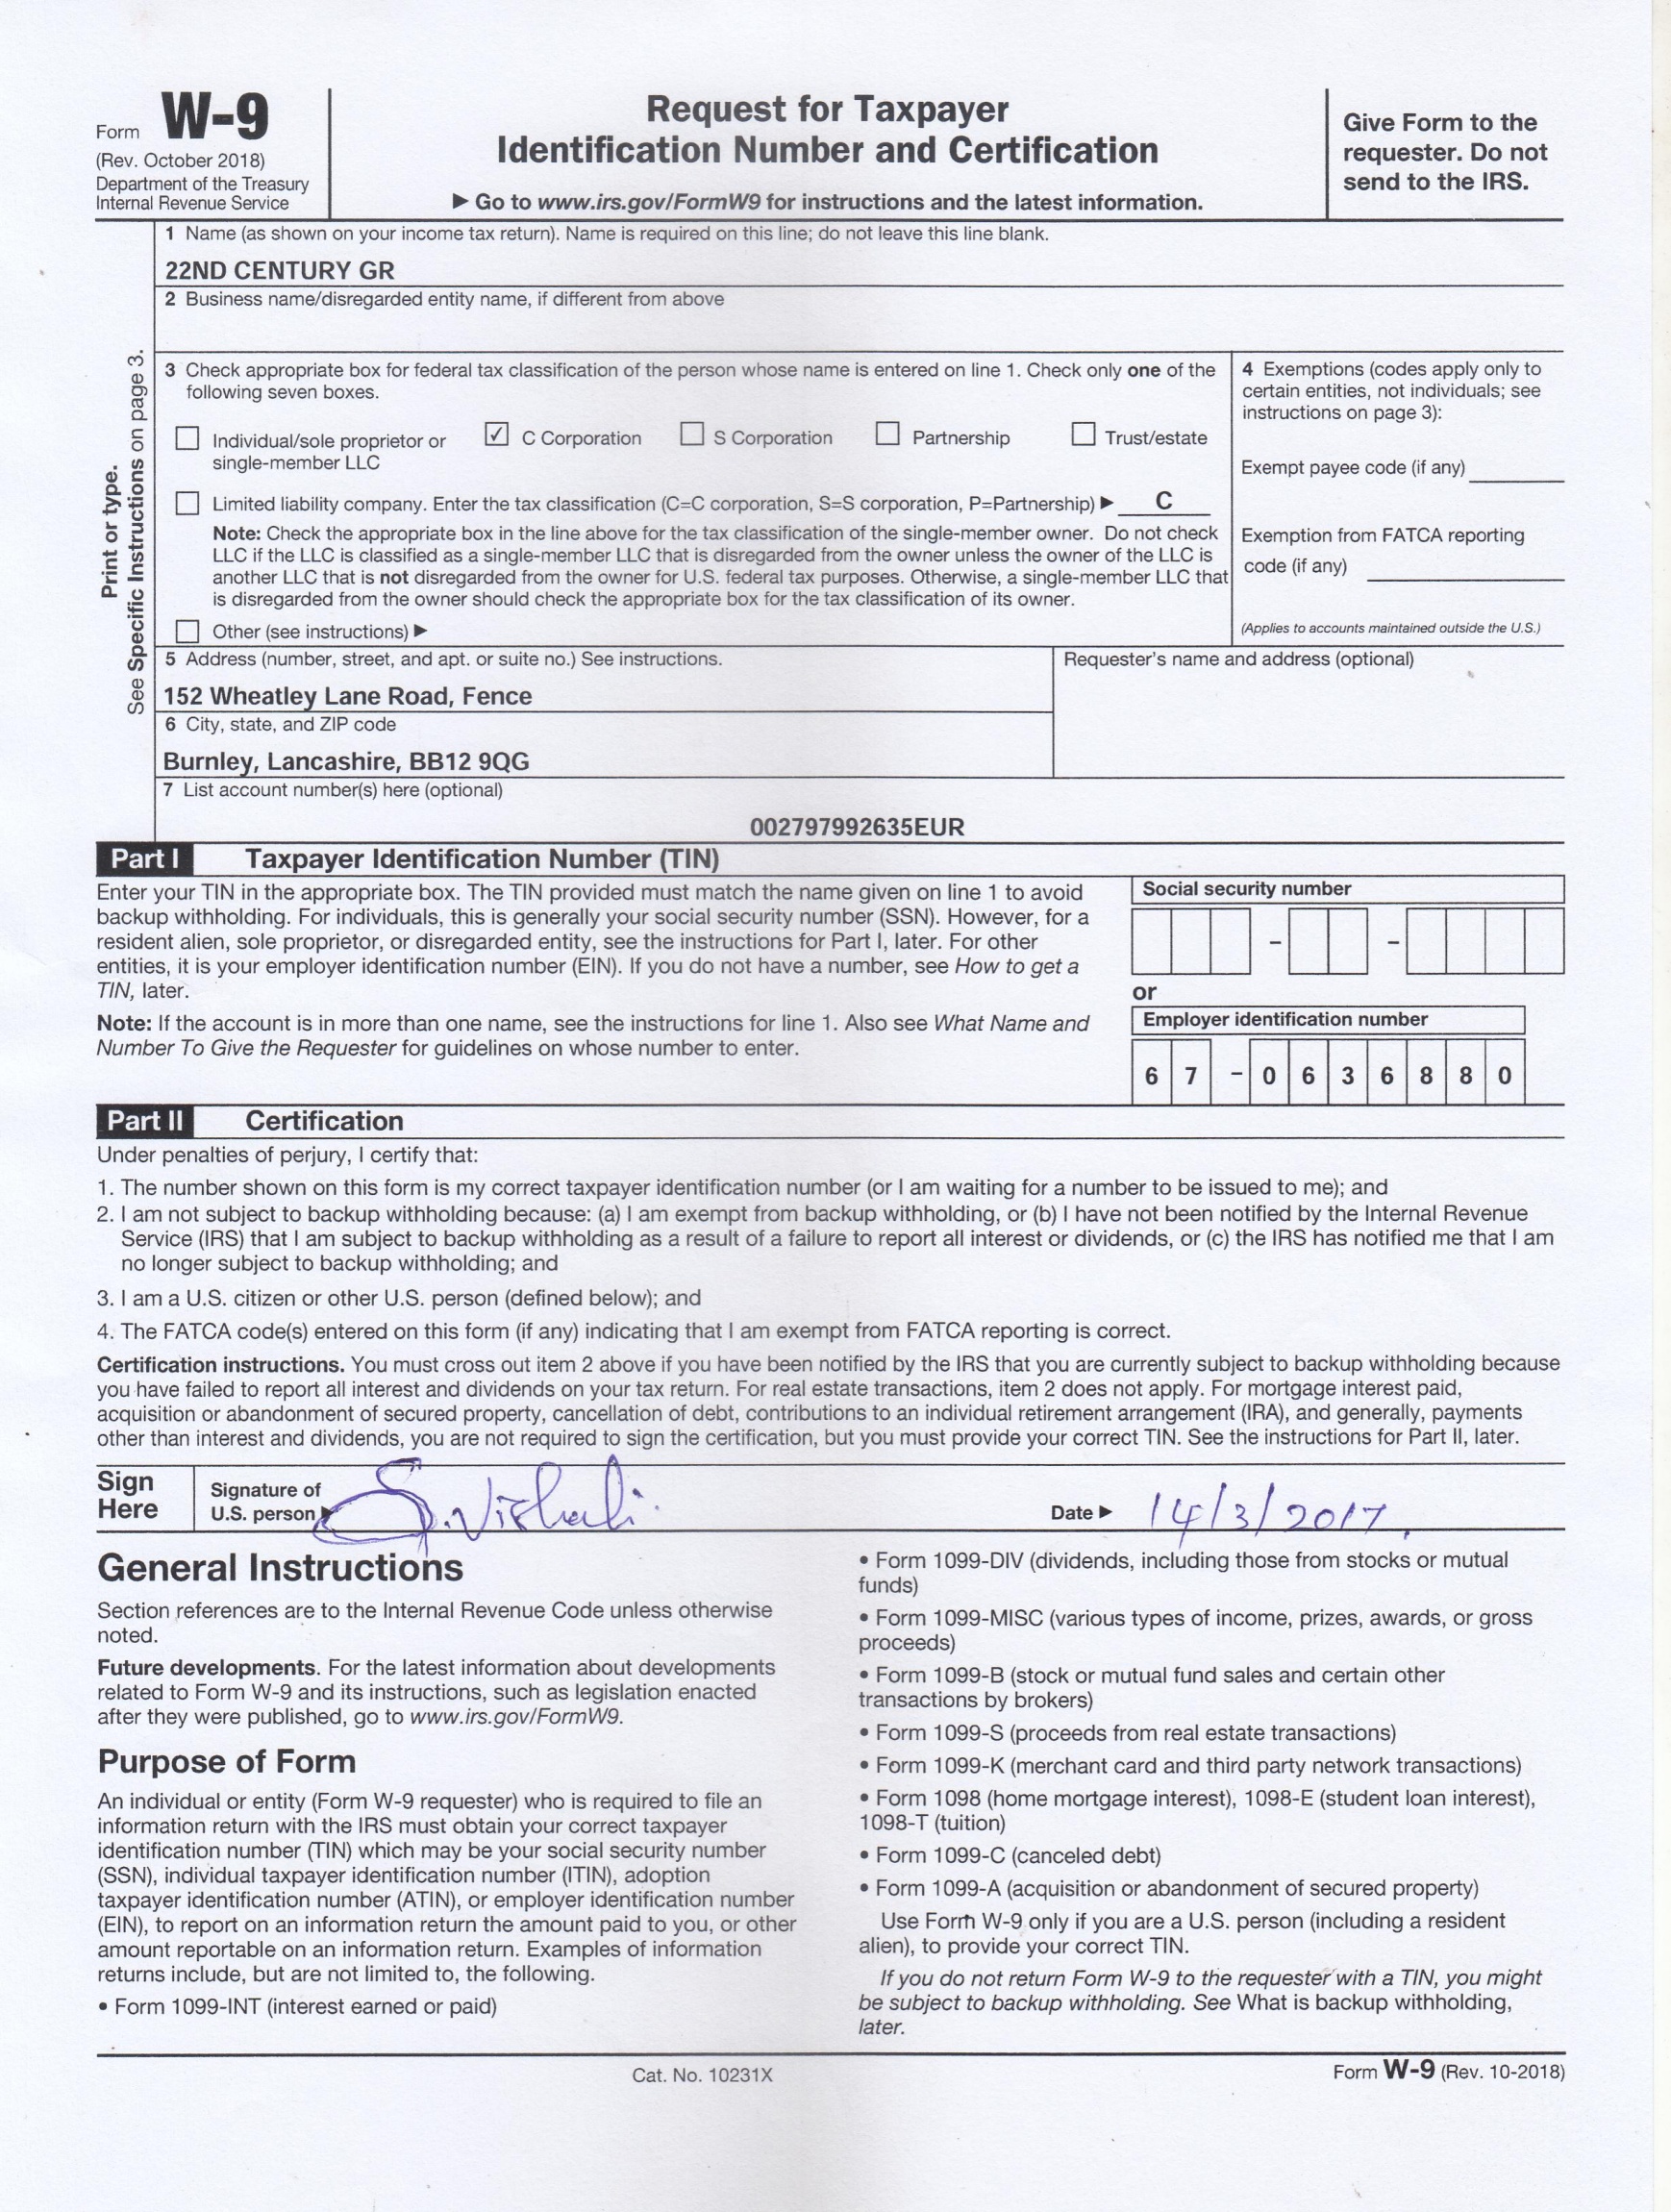 Form W-9
(Rev. October 2018)
Department of the Treasury
Internal Revenue Service
Request for Taxpayer
Identification Number and Certification
▶ Go to www.irs.gov/FormW9 for instructions and the latest information.
Give Form to the
requester. Do not
send to the IRS.
Print or type.
See Specific Instructions on page 3.
1 Name (as shown on your income tax return). Name is required on this line; do not leave this line blank.
22ND CENTURY GR
2 Business name/disregarded entity name, if different from above
3 Check appropriate box for federal tax classification of the person whose name is entered on line 1. Check only one of the
following seven boxes.
Individual/sole proprietor or
single-member LLC
✓ C Corporation
S Corporation
Partnership
Trust/estate
Limited liability company. Enter the tax classification (C=C corporation, S=S corporation, P=Partnership) ▶ C
Note: Check the appropriate box in the line above for the tax classification of the single-member owner. Do not check
LLC if the LLC is classified as a single-member LLC that is disregarded from the owner unless the owner of the LLC is
another LLC that is not disregarded from the owner for U.S. federal tax purposes. Otherwise, a single-member LLC that
is disregarded from the owner should check the appropriate box for the tax classification of its owner.
Other (see instructions) ▶
4 Exemptions (codes apply only to
certain entities, not individuals; see
instructions on page 3):
Exempt payee code (if any)
Exemption from FATCA reporting
code (if any)
(Applies to accounts maintained outside the U.S.)
5 Address (number, street, and apt. or suite no.) See instructions.
152 Wheatley Lane Road, Fence
6 City, state, and ZIP code
Burnley, Lancashire, BB12 9QG
Requester's name and address (optional)
7 List account number(s) here (optional)
002797992635EUR
Part I Taxpayer Identification Number (TIN)
Enter your TIN in the appropriate box. The TIN provided must match the name given on line 1 to avoid
backup withholding. For individuals, this is generally your social security number (SSN). However, for a
resident alien, sole proprietor, or disregarded entity, see the instructions for Part I, later. For other
entities, it is your employer identification number (EIN). If you do not have a number, see How to get a
TIN, later.
Note: If the account is in more than one name, see the instructions for line 1. Also see What Name and
Number To Give the Requester for guidelines on whose number to enter.
Social security number
– –
or
Employer identification number
6 7 – 0 6 3 6 8 8 0
Part II Certification
Under penalties of perjury, I certify that:
1. The number shown on this form is my correct taxpayer identification number (or I am waiting for a number to be issued to me); and
2. I am not subject to backup withholding because: (a) I am exempt from backup withholding, or (b) I have not been notified by the Internal Revenue
Service (IRS) that I am subject to backup withholding as a result of a failure to report all interest or dividends, or (c) the IRS has notified me that I am
no longer subject to backup withholding; and
3. I am a U.S. citizen or other U.S. person (defined below); and
4. The FATCA code(s) entered on this form (if any) indicating that I am exempt from FATCA reporting is correct.
Certification instructions. You must cross out item 2 above if you have been notified by the IRS that you are currently subject to backup withholding because
you have failed to report all interest and dividends on your tax return. For real estate transactions, item 2 does not apply. For mortgage interest paid,
acquisition or abandonment of secured property, cancellation of debt, contributions to an individual retirement arrangement (IRA), and generally, payments
other than interest and dividends, you are not required to sign the certification, but you must provide your correct TIN. See the instructions for Part II, later.
Sign
Here
Signature of
U.S. person ▶ S. Vishali.
Date ▶ 14/3/2017
General Instructions
Section references are to the Internal Revenue Code unless otherwise
noted.
Future developments. For the latest information about developments
related to Form W-9 and its instructions, such as legislation enacted
after they were published, go to www.irs.gov/FormW9.
Purpose of Form
An individual or entity (Form W-9 requester) who is required to file an
information return with the IRS must obtain your correct taxpayer
identification number (TIN) which may be your social security number
(SSN), individual taxpayer identification number (ITIN), adoption
taxpayer identification number (ATIN), or employer identification number
(EIN), to report on an information return the amount paid to you, or other
amount reportable on an information return. Examples of information
returns include, but are not limited to, the following.
• Form 1099-INT (interest earned or paid)
• Form 1099-DIV (dividends, including those from stocks or mutual
funds)
• Form 1099-MISC (various types of income, prizes, awards, or gross
proceeds)
• Form 1099-B (stock or mutual fund sales and certain other
transactions by brokers)
• Form 1099-S (proceeds from real estate transactions)
• Form 1099-K (merchant card and third party network transactions)
• Form 1098 (home mortgage interest), 1098-E (student loan interest),
1098-T (tuition)
• Form 1099-C (canceled debt)
• Form 1099-A (acquisition or abandonment of secured property)
Use Form W-9 only if you are a U.S. person (including a resident
alien), to provide your correct TIN.
If you do not return Form W-9 to the requester with a TIN, you might
be subject to backup withholding. See What is backup withholding,
later.
Cat. No. 10231X
Form W-9 (Rev. 10-2018)